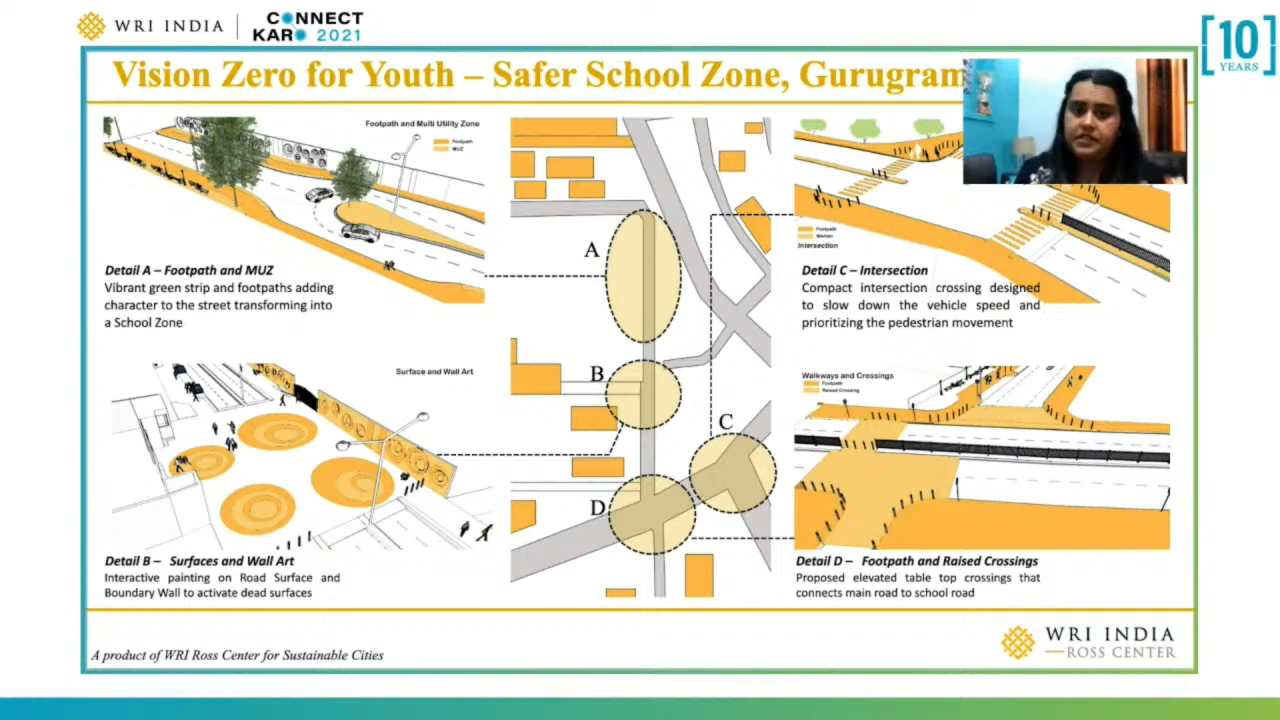 WRI INDIA
CONNECT
KARO 2021
[10]
YEARS
Vision Zero for Youth – Safer School Zone, Gurugram
Footpath and Multi Utility Zone
Footpath
MUZ
Detail A – Footpath and MUZ
Vibrant green strip and footpaths adding
character to the street transforming into
a School Zone
Surface and Wall Art
Detail B – Surfaces and Wall Art
Interactive painting on Road Surface and
Boundary Wall to activate dead surfaces
A
B
C
D
Footpath
Median
Intersection
Detail C – Intersection
Compact intersection crossing designed
to slow down the vehicle speed and
prioritizing the pedestrian movement
Walkways and Crossings
Footpath
Raised Crossing
Detail D – Footpath and Raised Crossings
Proposed elevated table top crossings that
connects main road to school road
A product of WRI Ross Center for Sustainable Cities
WRI INDIA
ROSS CENTER